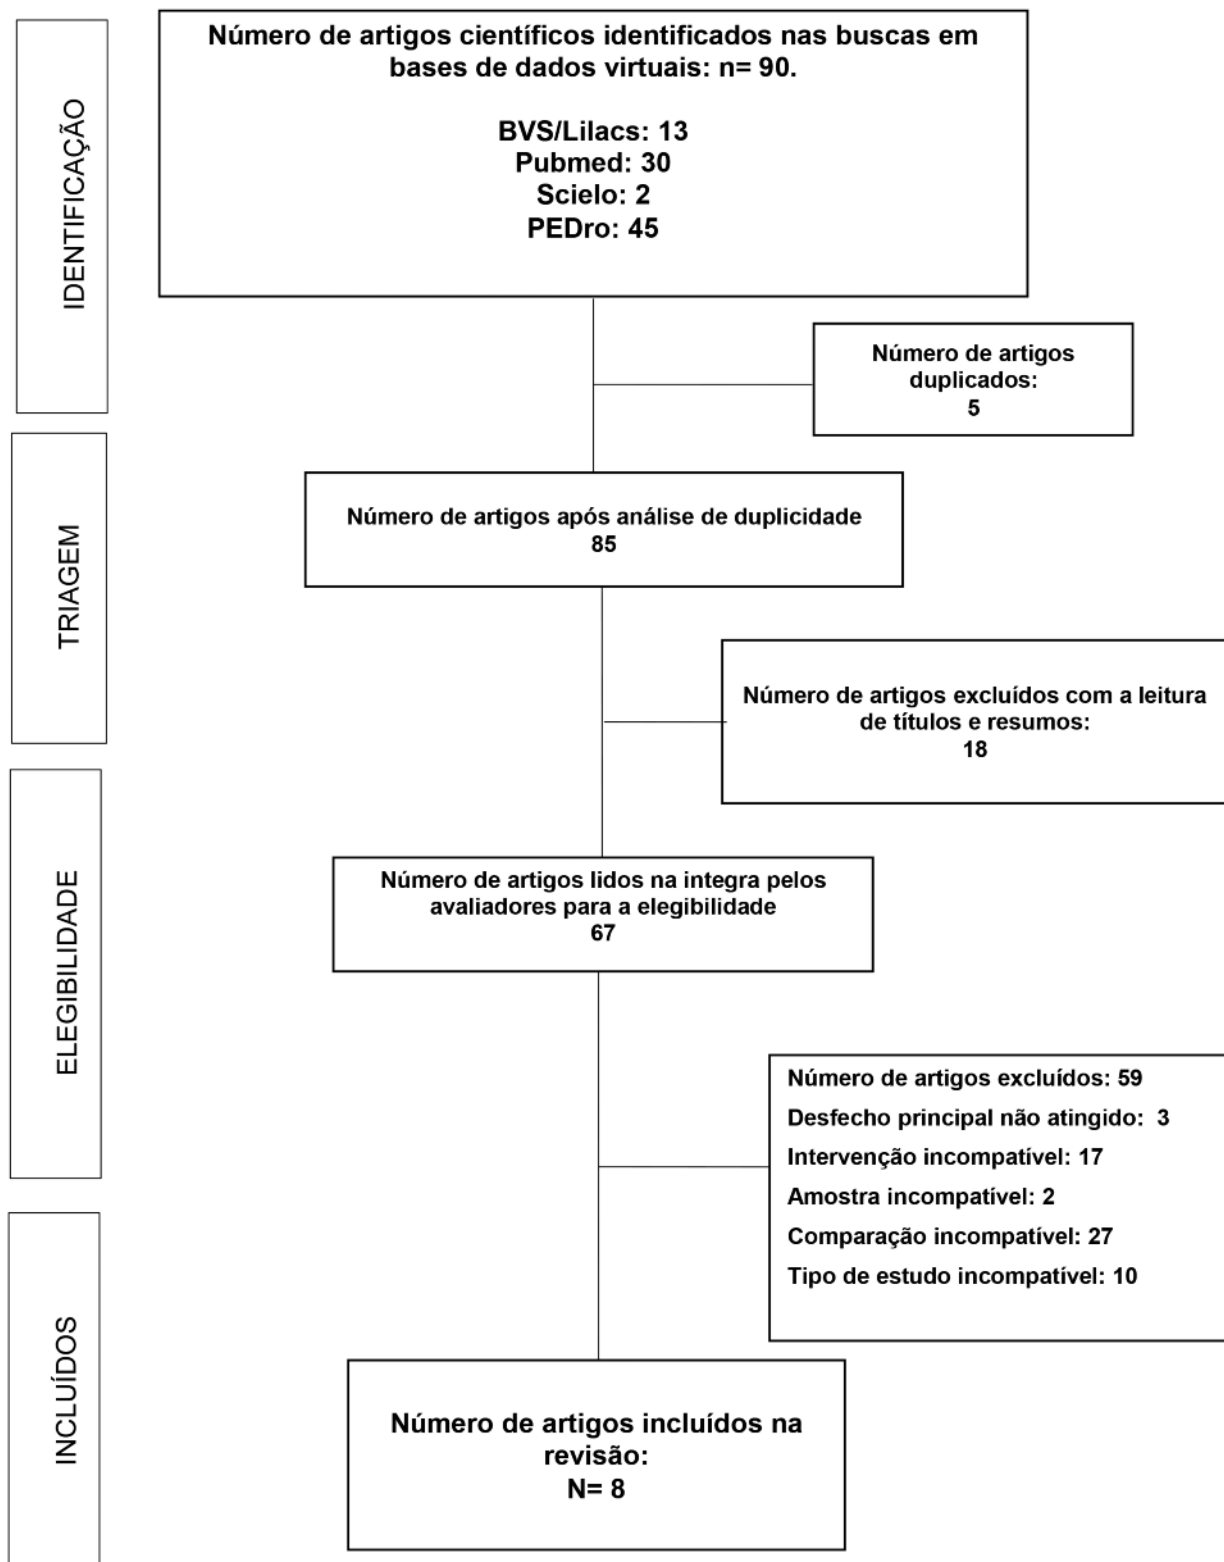 IDENTIFICAÇÃO
Número de artigos científicos identificados nas buscas em
bases de dados virtuais: n= 90.
BVS/Lilacs: 13
Pubmed: 30
Scielo: 2
PEDro: 45
Número de artigos
duplicados:
5
TRIAGEM
Número de artigos após análise de duplicidade
85
Número de artigos excluídos com a leitura
de títulos e resumos:
18
ELEGIBILIDADE
Número de artigos lidos na integra pelos
avaliadores para a elegibilidade
67
Número de artigos excluídos: 59
Desfecho principal não atingido: 3
Intervenção incompatível: 17
Amostra incompatível: 2
Comparação incompatível: 27
Tipo de estudo incompatível: 10
INCLUÍDOS
Número de artigos incluídos na
revisão:
N= 8